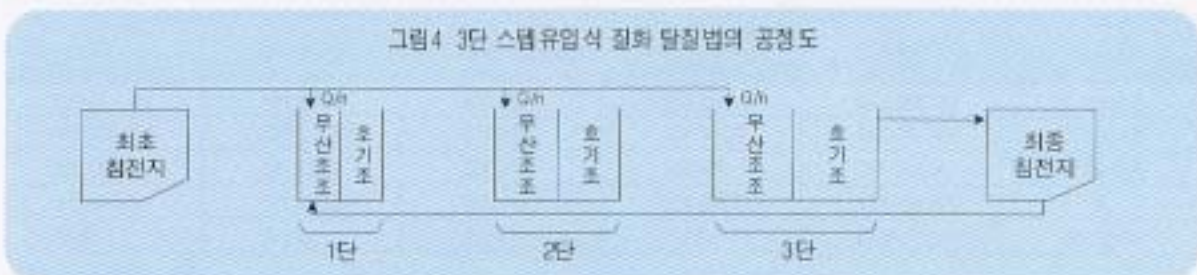 그림4 3단 스텝유입식 질화 탈질법의 공정도
Q/n
Q/n
Q/n
최초
침전지
무산조조
호기조
무산조조
호기조
무산조조
호기조
최종
침전지
1단
2단
3단